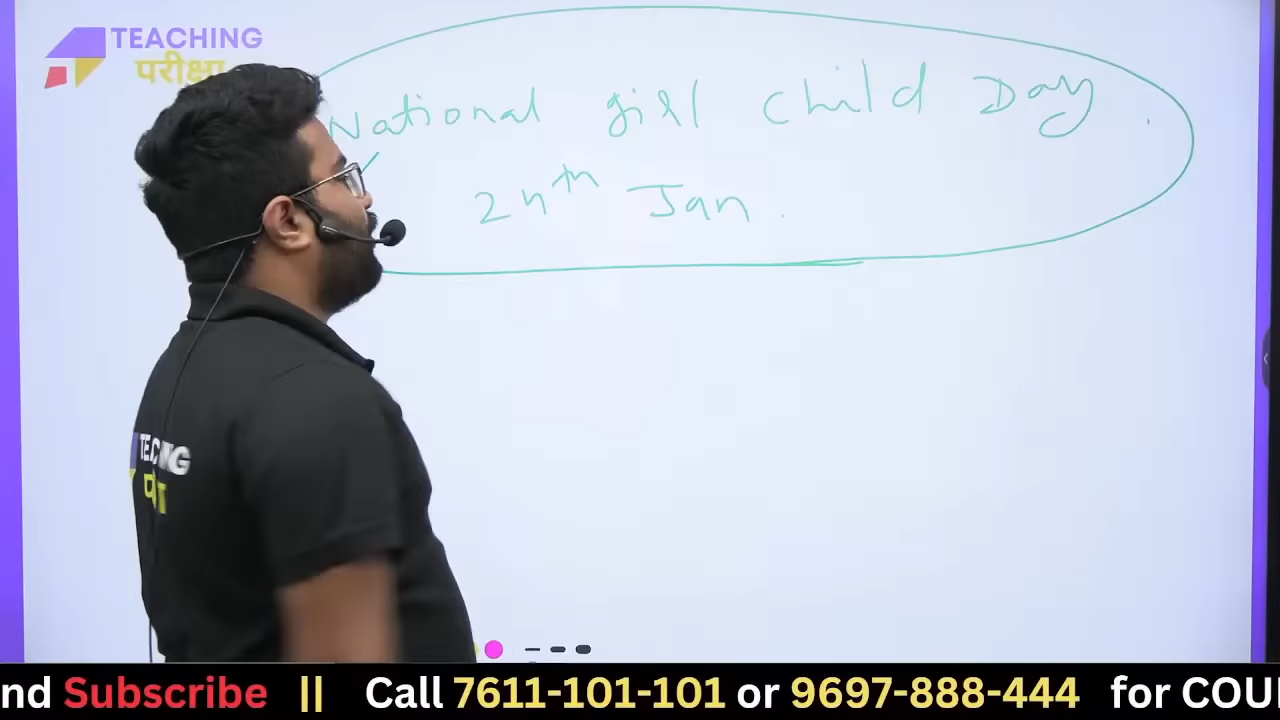 TEACHING
परीक्षा
National girl child Day
24th Jan.
nd Subscribe || Call 7611-101-101 or 9697-888-444 for COU